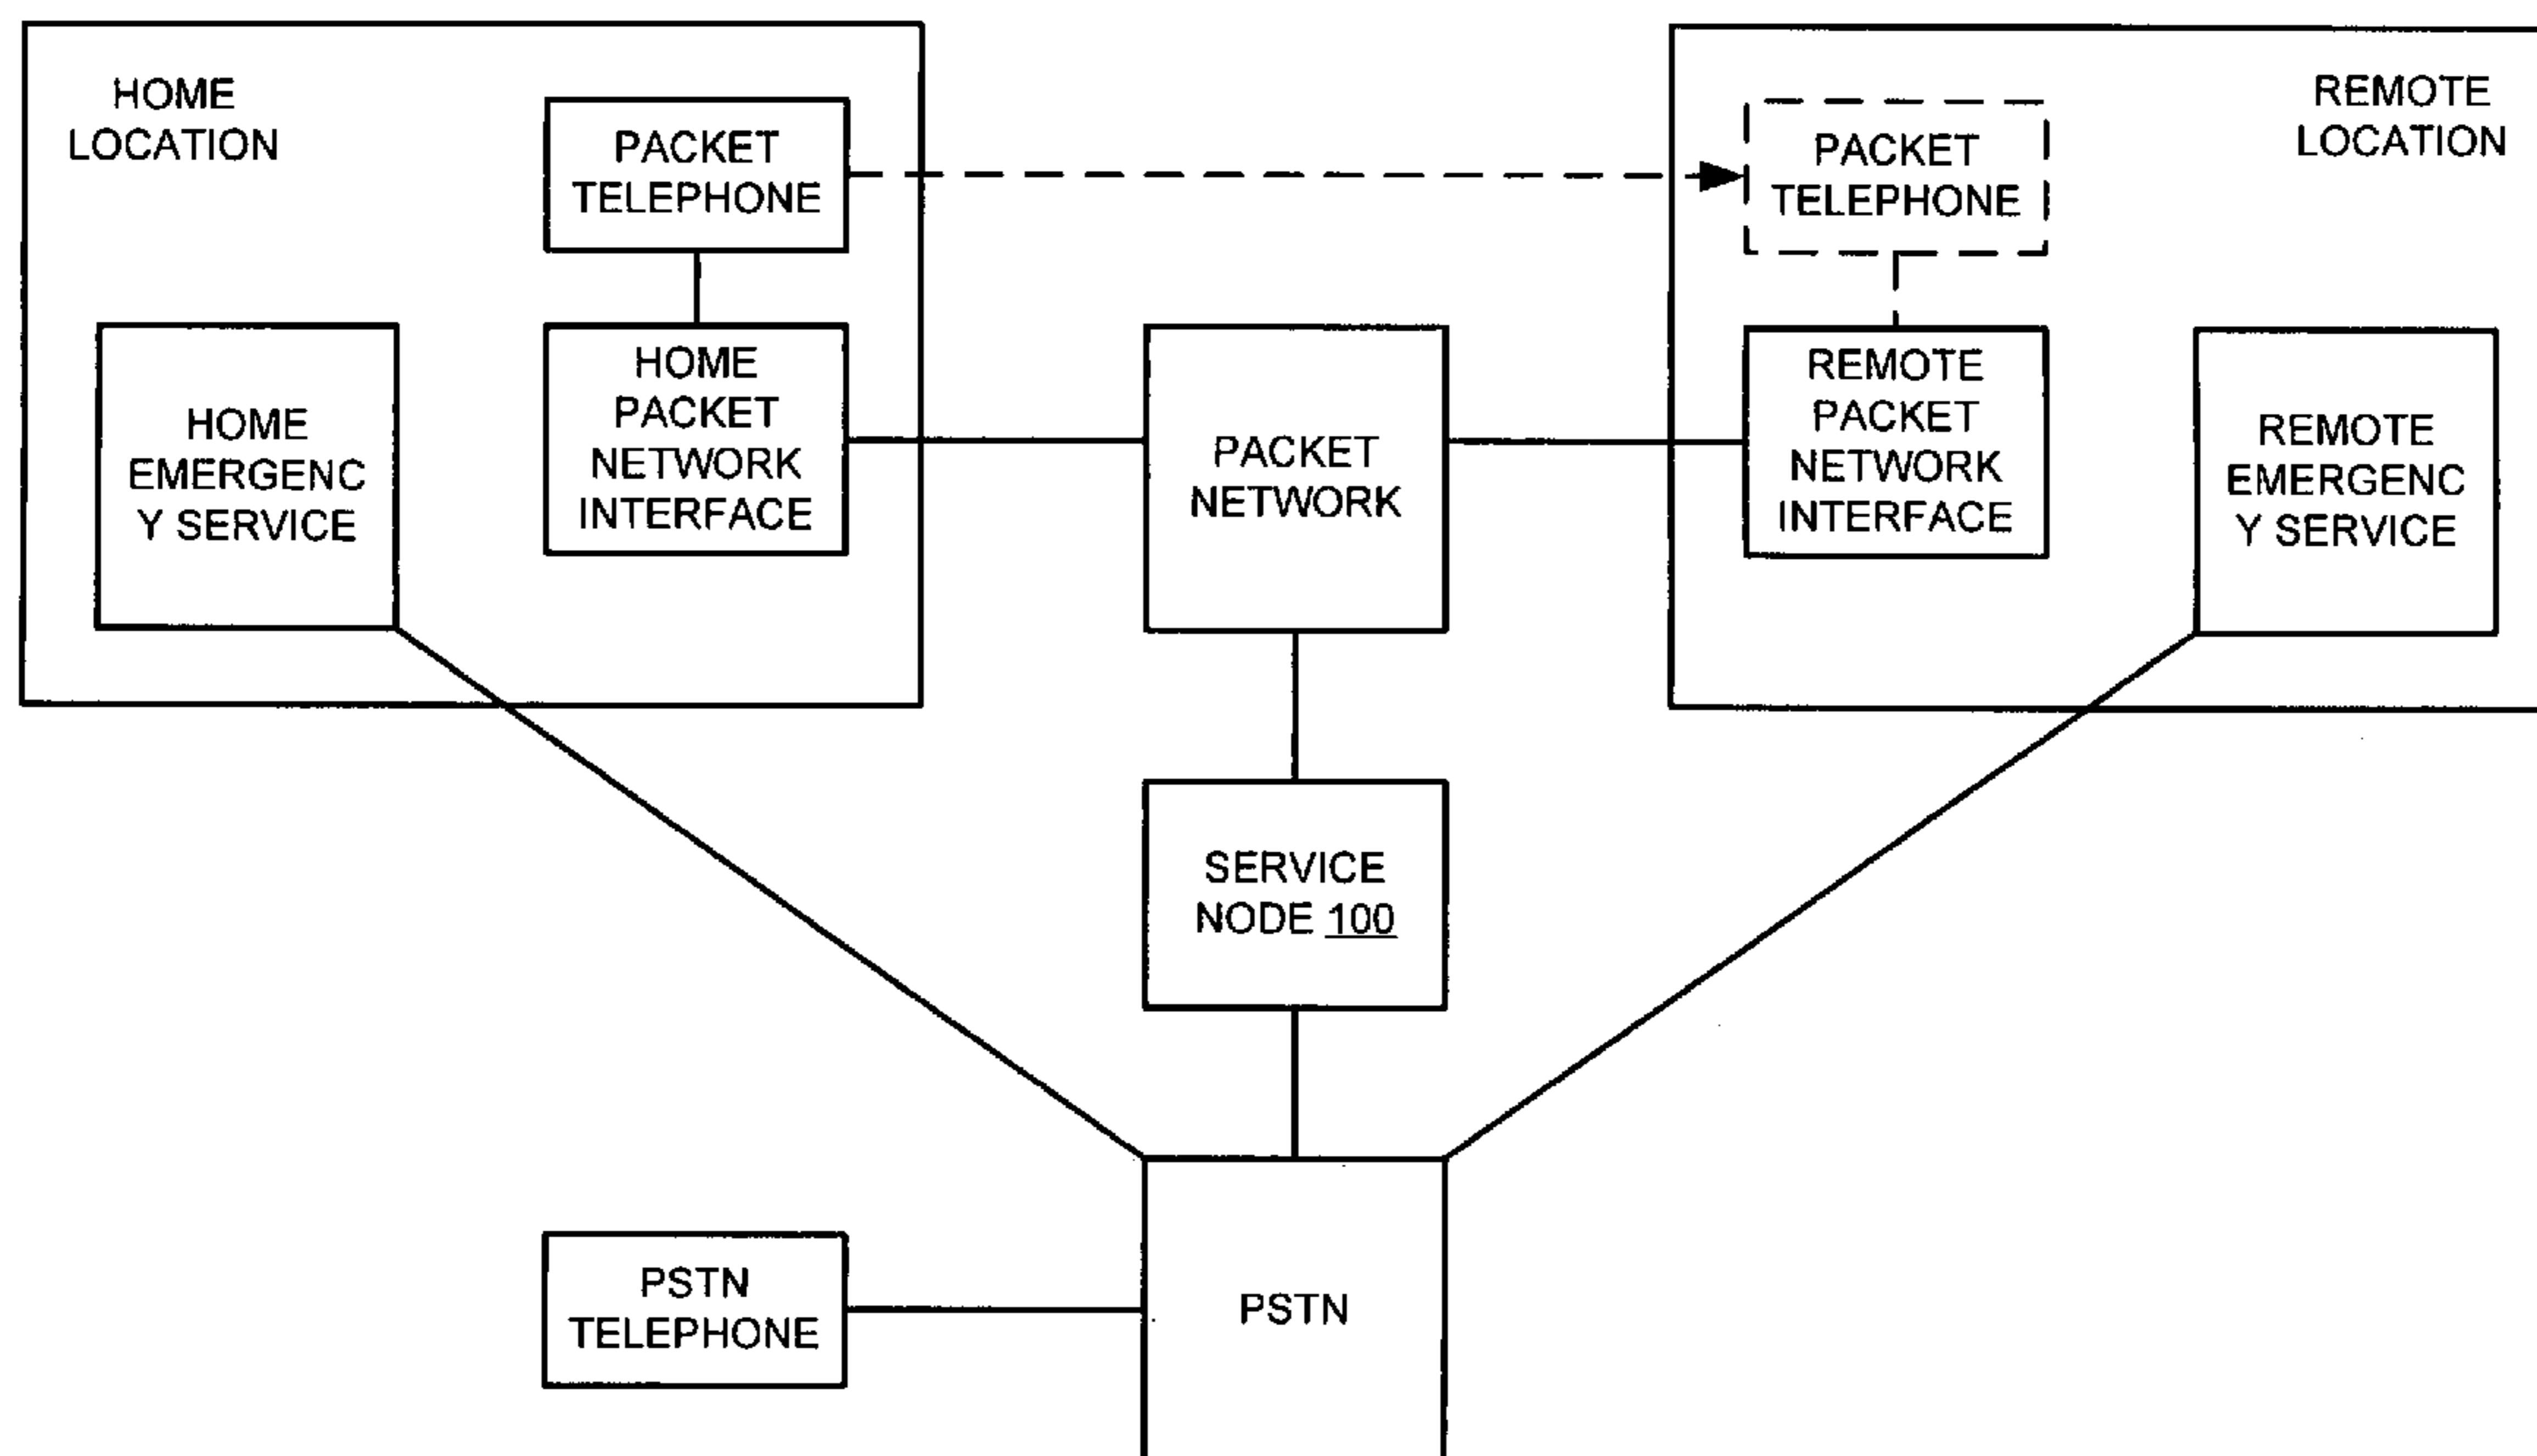 HOME
LOCATION
PACKET
TELEPHONE
HOME
EMERGENC
Y SERVICE
HOME
PACKET
NETWORK
INTERFACE
PACKET
NETWORK
REMOTE
LOCATION
PACKET
TELEPHONE
REMOTE
PACKET
NETWORK
INTERFACE
REMOTE
EMERGENC
Y SERVICE
SERVICE
NODE 100
PSTN
TELEPHONE
PSTN